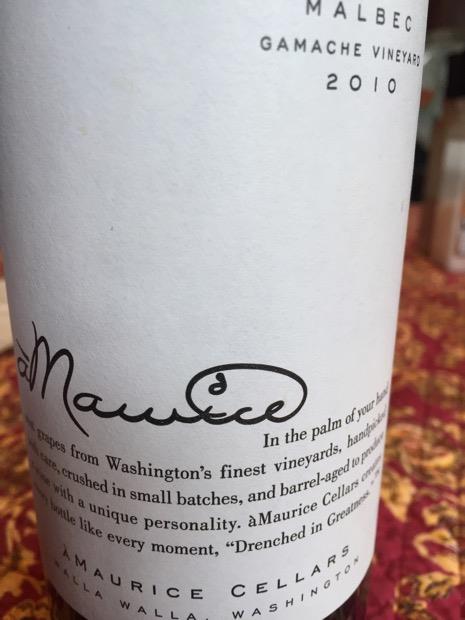 MALBEC
GAMACHE VINEYARD
2010
àMaurice
In the palm of your hand
grapes from Washington's finest vineyards, handpicked
care, crushed in small batches, and barrel-aged to produce
with a unique personality. àMaurice Cellars creates
bottle like every moment, "Drenched in Greatness."
ÀMAURICE CELLARS
WALLA WALLA, WASHINGTON